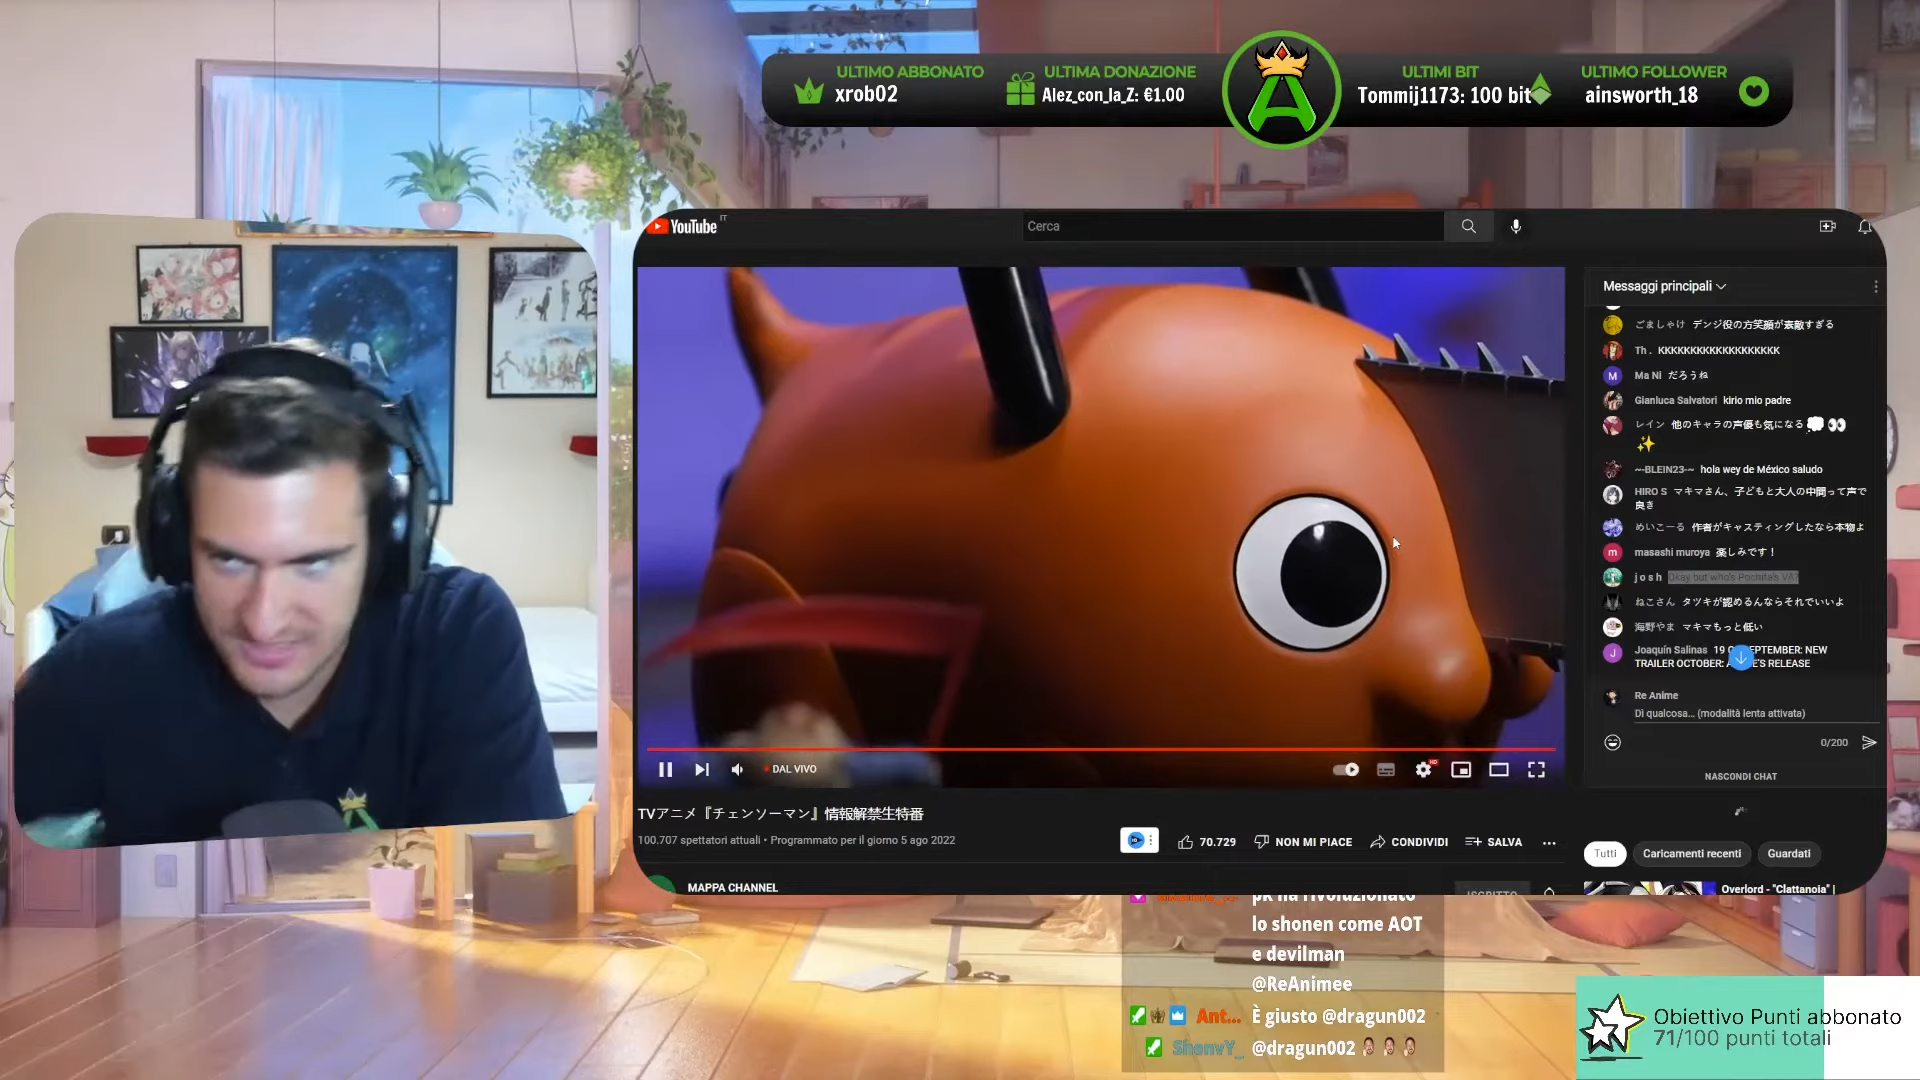 ULTIMO ABBONATO
xrob02
ULTIMA DONAZIONE
Alez_con_la_Z: €1.00
ULTIMI BIT
Tommij1173: 100 bit
ULTIMO FOLLOWER
ainsworth_18
YouTube IT
Cerca
Messaggi principali
ごましゃけ デンジ役の方笑顔が素敵すぎる
Th . KKKKKKKKKKKKKKKKKKK
Ma Ni だろうね
Gianluca Salvatori kirio mio padre
レイン 他のキャラの声優も気になる
~~BLEIN23~~ hola wey de México saludo
HIRO S マキマさん、子どもと大人の中間って声で
良き
めいこーる 作者がキャスティングしたなら本物よ
masashi muroya 楽しみです！
j o s h Okay but who's Pochita's VA?
ねこさん タツキが認めるんならそれでいいよ
海野やま マキマもっと低い
Joaquín Salinas 19 SEPTEMBER: NEW
TRAILER OCTOBER: RELEASE
Re Anime
Di qualcosa... (modalità lenta attivata)
0/200
NASCONDI CHAT
DAL VIVO
HD
TVアニメ『チェンソーマン』情報解禁生特番
100.707 spettatori attuali • Programmato per il giorno 5 ago 2022
70.729
NON MI PIACE
CONDIVIDI
SALVA
Tutti
Caricamenti recenti
Guardati
MAPPA CHANNEL
ISCRITTO
Overlord - "Clattanoia" |
pk ha rivoluzionato
lo shonen come AOT
e devilman
@ReAnimee
Ant... È giusto @dragun002
ShenvY_ @dragun002
Obiettivo Punti abbonato
71/100 punti totali